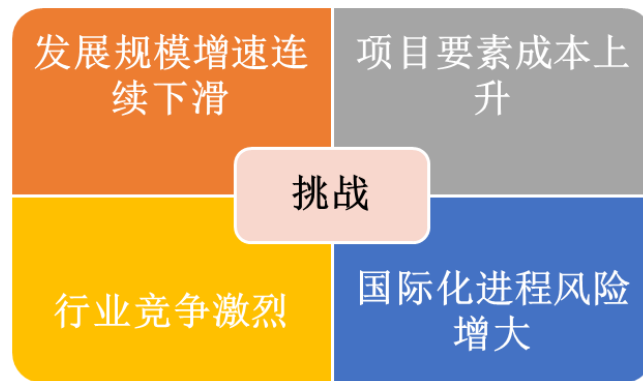 发展规模增速连
续下滑
项目要素成本上
升
挑战
行业竞争激烈
国际化进程风险
增大